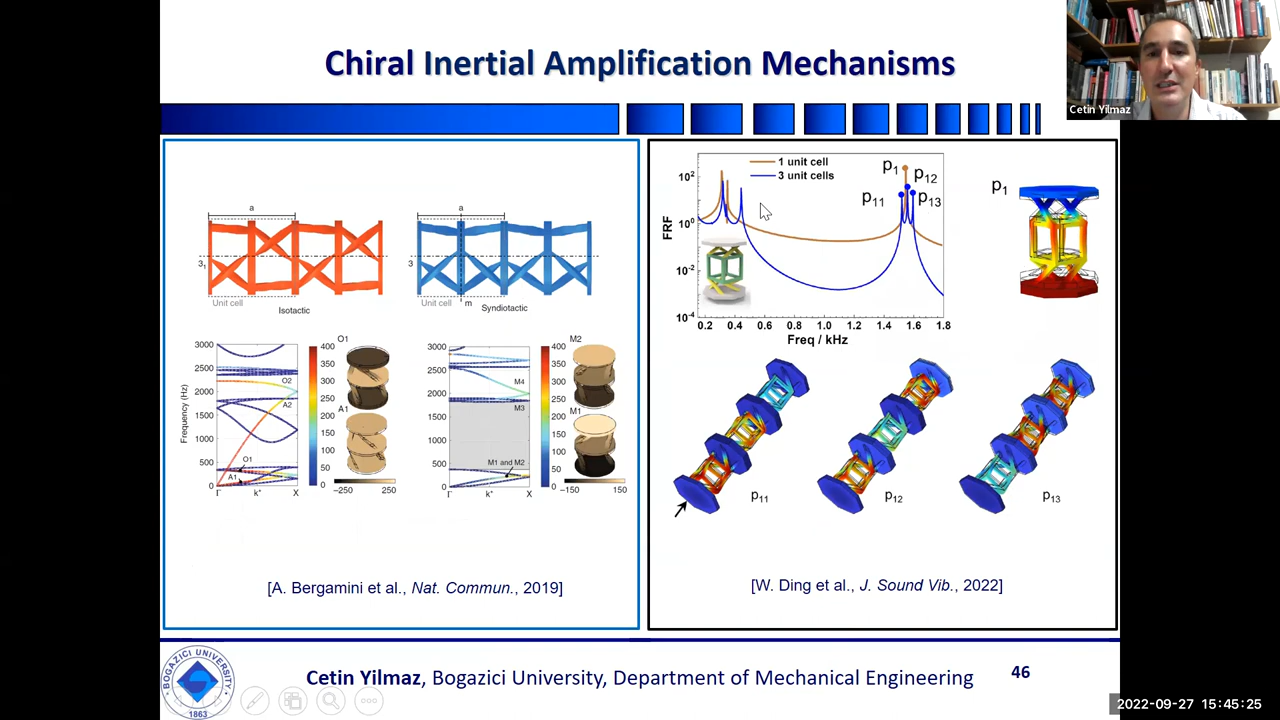 Chiral Inertial Amplification Mechanisms
Cetin Yilmaz
a
a
3₁
3
Unit cell
Isotactic
Unit cell
m
Syndiotactic
3000
2500
2000
1500
1000
500
0
Frequency (Hz)
Γ
k*
X
O2
A2
O1
A1
400
350
300
250
200
150
100
50
0
O1
A1
−250
250
3000
2500
2000
1500
1000
500
0
Γ
k*
X
M4
M3
M1 and M2
400
350
300
250
200
150
100
50
0
M2
M1
−150
150
[A. Bergamini et al., Nat. Commun., 2019]
1 unit cell
3 unit cells
FRF
10²
10⁰
10⁻²
10⁻⁴
0.2 0.4 0.6 0.8 1.0 1.2 1.4 1.6 1.8
Freq / kHz
p₁
p₁₂
p₁₁
p₁₃
p₁
p₁₁
p₁₂
p₁₃
[W. Ding et al., J. Sound Vib., 2022]
BOGAZICI UNIVERSITY
1863
Cetin Yilmaz, Bogazici University, Department of Mechanical Engineering
46
2022-09-27 15:45:25